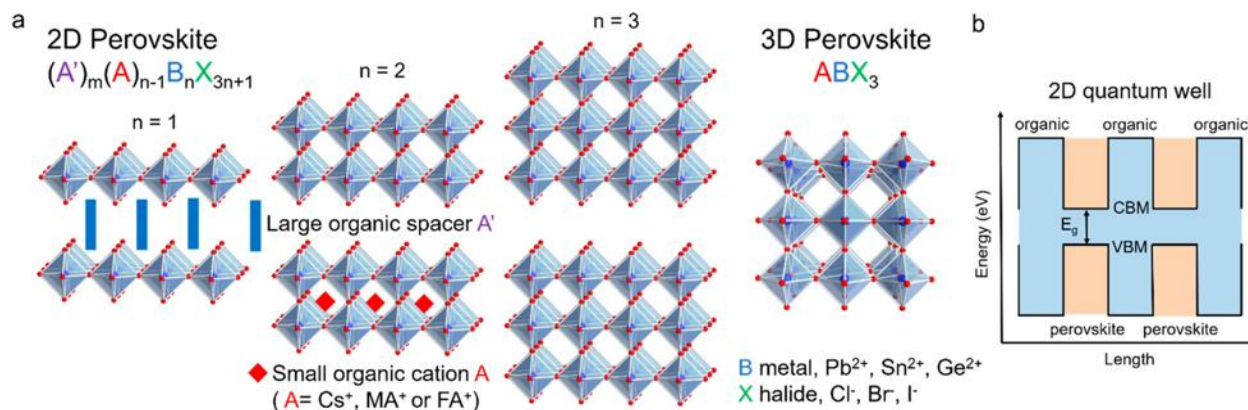 a
2D Perovskite
(A')m(A)n-1BnX3n+1
n = 1
n = 2
n = 3
Large organic spacer A'
Small organic cation A
( A= Cs⁺, MA⁺ or FA⁺)
3D Perovskite
ABX₃
B metal, Pb²⁺, Sn²⁺, Ge²⁺
X halide, Cl⁻, Br⁻, I⁻
b
2D quantum well
organic organic organic
CBM
Eg
VBM
perovskite perovskite
Energy (eV)
Length